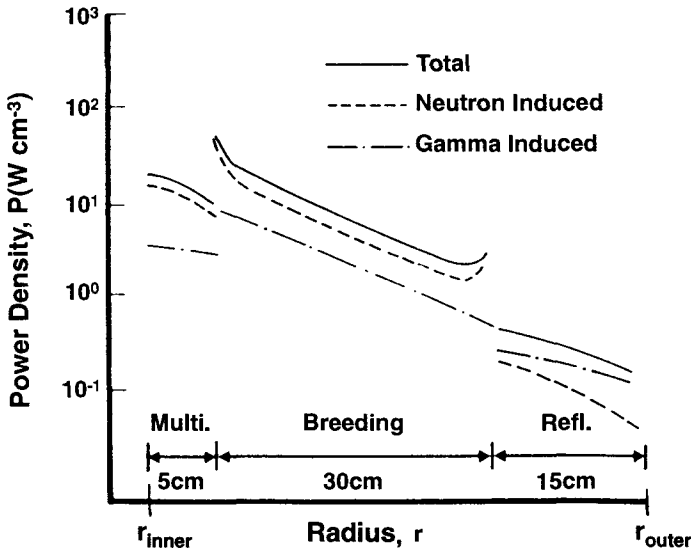 Power Density, P(W cm-3)
10³
10²
10¹
10⁰
10⁻¹
Total
Neutron Induced
Gamma Induced
Multi. Breeding Refl.
5cm 30cm 15cm
r_inner Radius, r r_outer